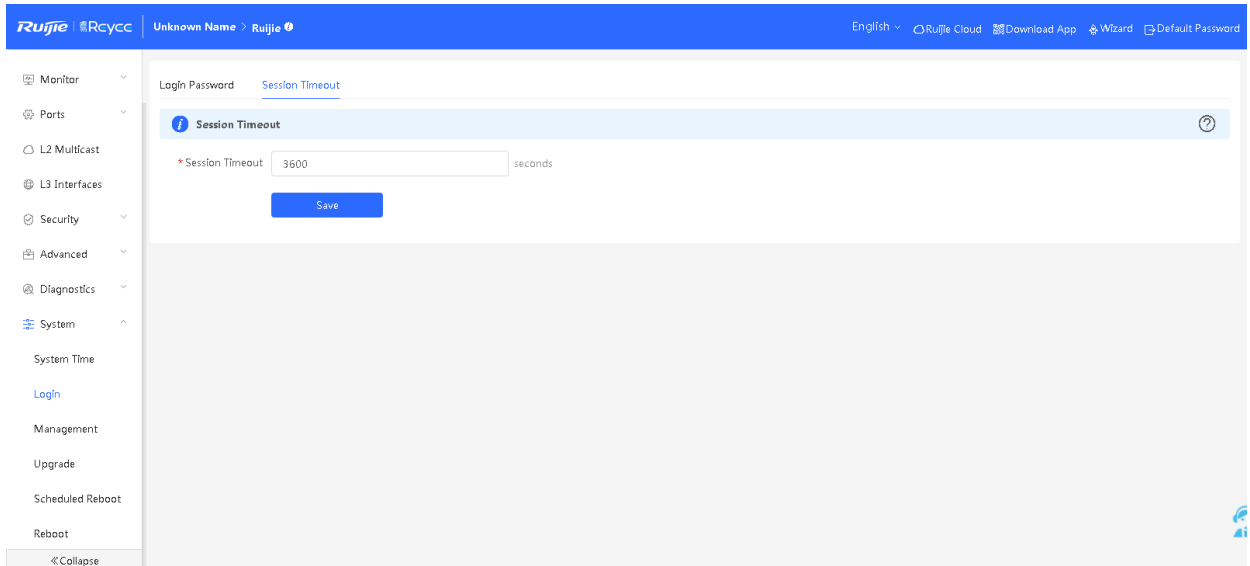 Ruijie Rcycc Unknown Name > Ruijie English Ruijie Cloud Download App Wizard Default Password
Monitor
Ports
L2 Multicast
L3 Interfaces
Security
Advanced
Diagnostics
System
System Time
Login
Management
Upgrade
Scheduled Reboot
Reboot
«Collapse
Login Password Session Timeout
i Session Timeout ?
* Session Timeout 3600 seconds
Save